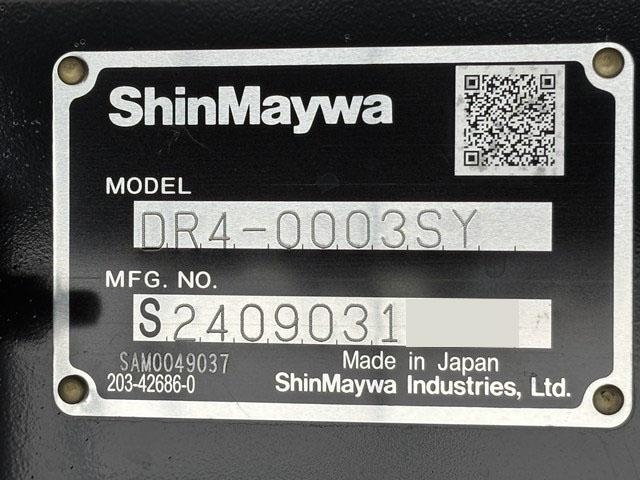 ShinMaywa
MODEL
DR4-0003SY
MFG. NO.
S2409031
SAM0049037
203-42686-0
Made in Japan
ShinMaywa Industries, Ltd.